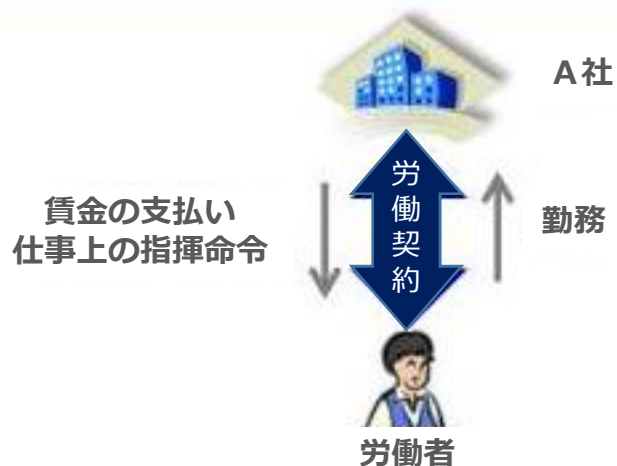 A社
労働契約
賃金の支払い
仕事上の指揮命令
勤務
労働者